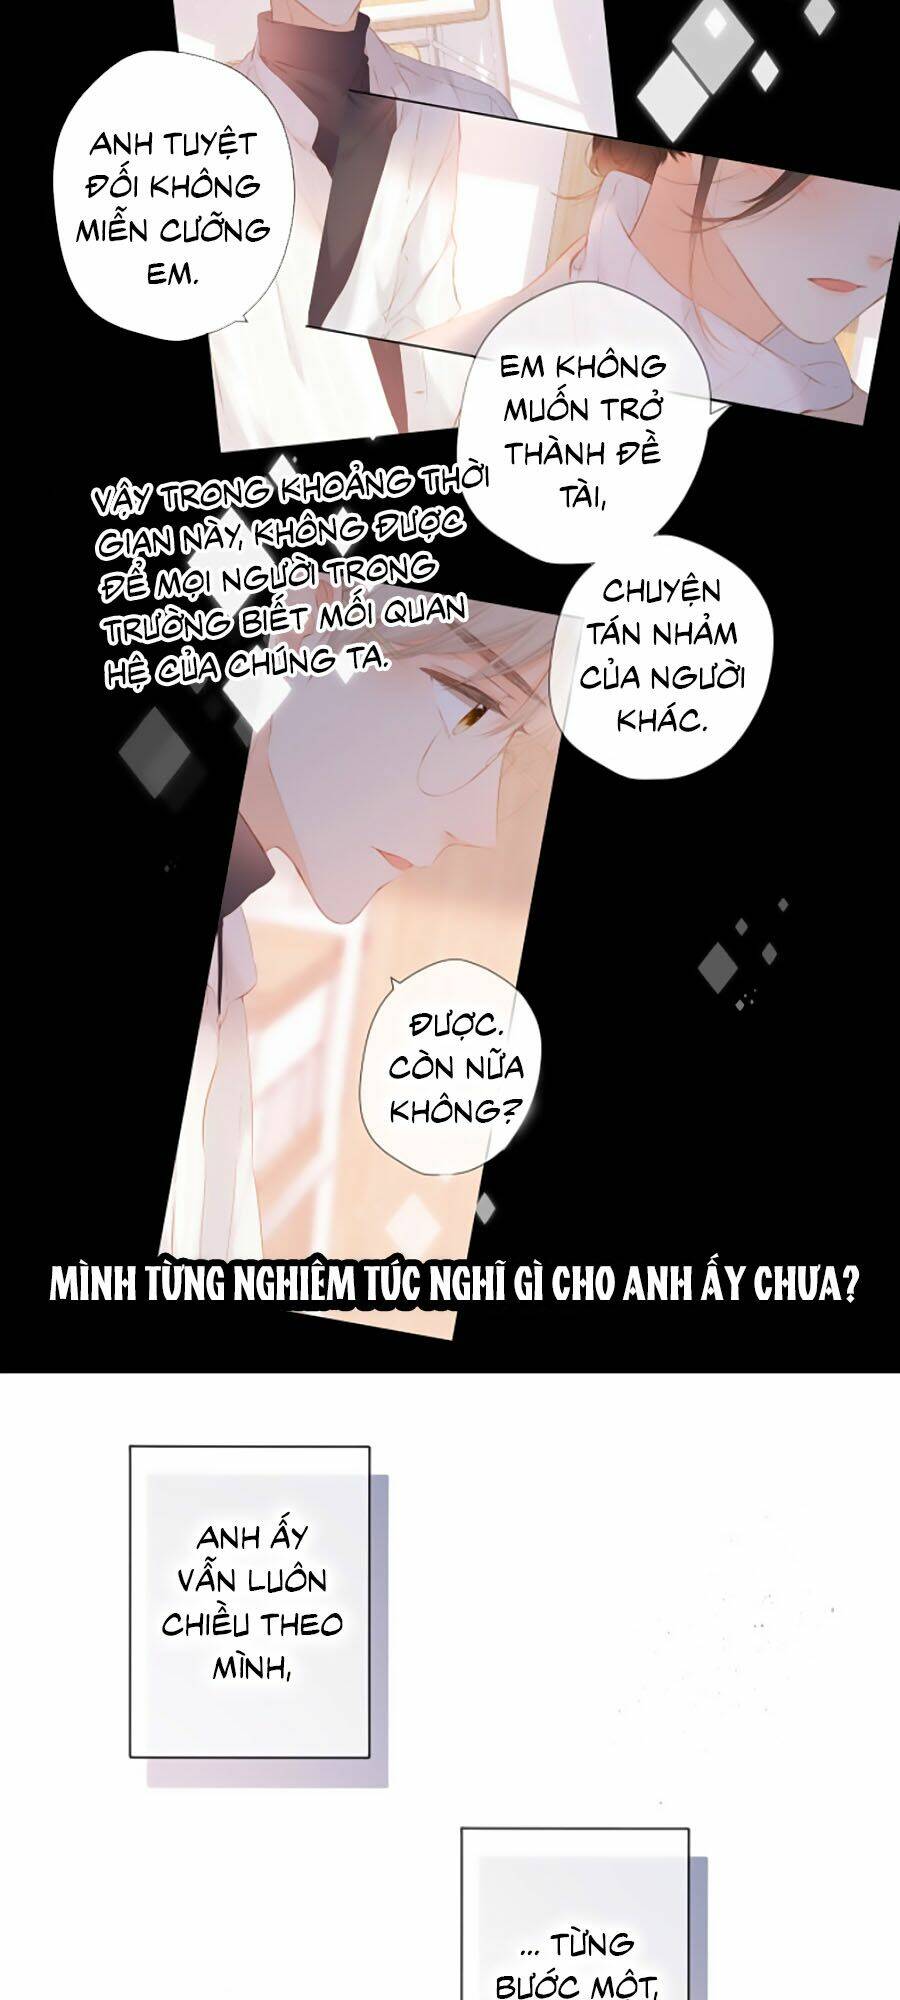 ANH TUYỆT
ĐỐI KHÔNG
MIỄN CƯỠNG
EM.
EM KHÔNG
MUỐN TRỞ
THÀNH ĐỀ
TÀI,
VẬY TRONG KHOẢNG THỜI
GIAN NÀY, KHÔNG ĐƯỢC
ĐỂ MỌI NGƯỜI TRONG
TRƯỜNG BIẾT MỐI QUAN
HỆ CỦA CHÚNG TA.
CHUYỆN
TÁN NHẢM
CỦA NGƯỜI
KHÁC.
ĐƯỢC.
CÒN NỮA
KHÔNG?
MÌNH TỪNG NGHIÊM TÚC NGHĨ GÌ CHO ANH ẤY CHƯA?
ANH ẤY
VẪN LUÔN
CHIỀU THEO
MÌNH,
... TỪNG
BƯỚC MỘT,